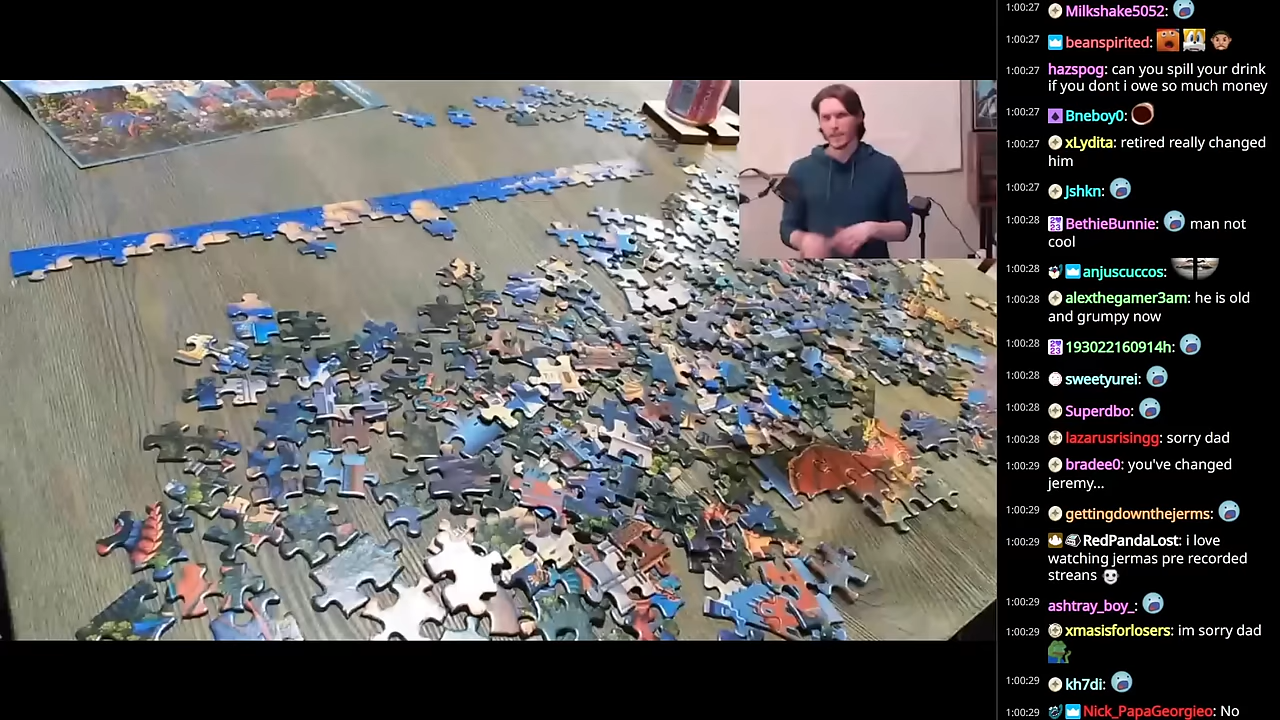 1:00:27 Milkshake5052:
1:00:27 beanspirited:
1:00:27 hazspog: can you spill your drink
if you dont i owe so much money
1:00:27 Bneboy0:
1:00:27 xLydita: retired really changed
him
1:00:27 Jshkn:
1:00:28 BethieBunnie: man not
cool
1:00:28 anjuscuccos:
1:00:28 alexthegamer3am: he is old
and grumpy now
1:00:28 193022160914h:
1:00:28 sweetyurei:
1:00:28 Superdbo:
1:00:28 lazarusrisingg: sorry dad
1:00:29 bradee0: you've changed
jeremy...
1:00:29 gettingdownthejerms:
1:00:29 RedPandaLost: i love
watching jermas pre recorded
streans
1:00:29 ashtray_boy_:
1:00:29 xmasisforlosers: im sorry dad
1:00:29 kh7di:
1:00:29 Nick_PapaGeorgieo: No